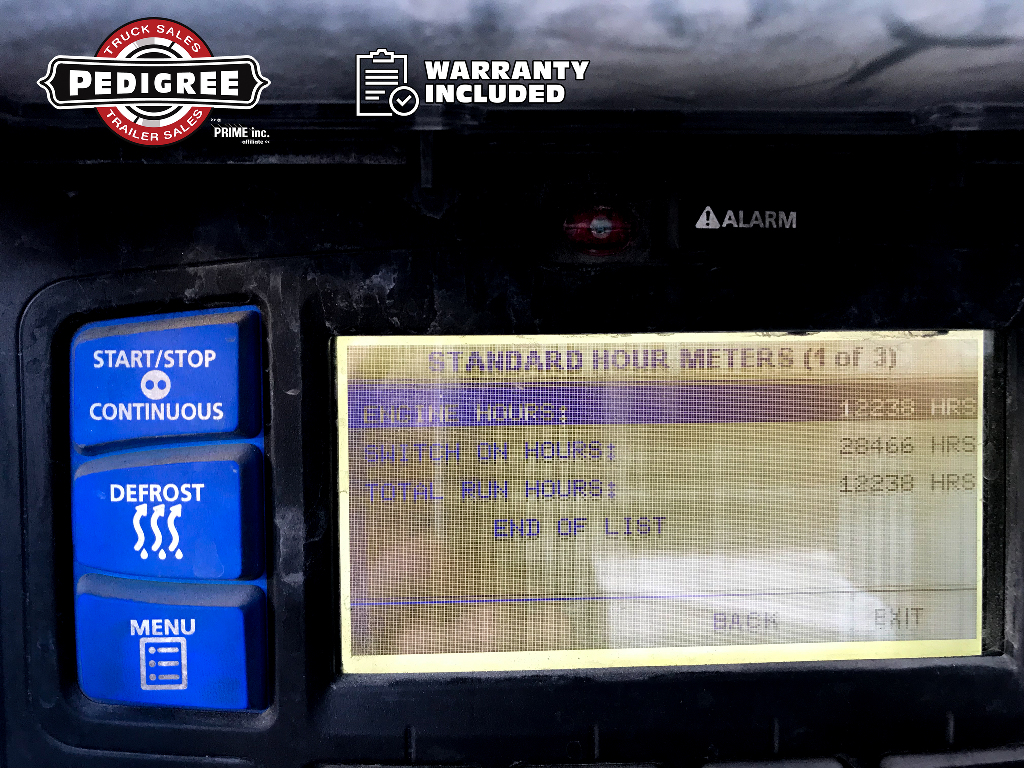 TRUCK SALES
PEDIGREE
TRAILER SALES
PRIME inc.
affiliate
WARRANTY
INCLUDED
ALARM
START/STOP
CONTINUOUS
DEFROST
MENU
STANDARD HOUR METERS (1 of 3)
ENGINE HOURS: 12238 HRS
SWITCH ON HOURS: 28466 HRS
TOTAL RUN HOURS: 12238 HRS
END OF LIST
BACK EXIT